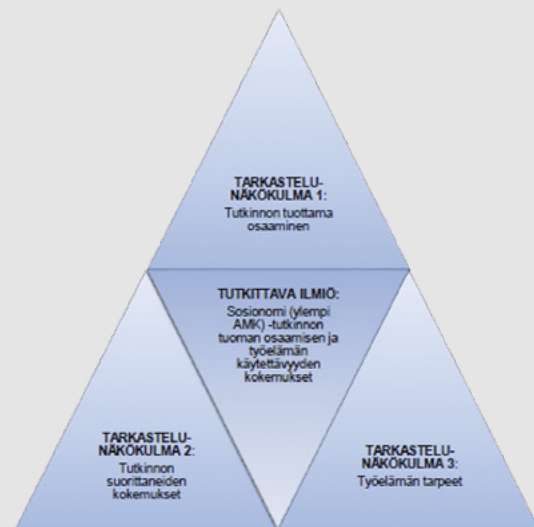 TARKASTELU-
NÄKÖKULMA 1:
Tutkinnon tuottama
osaaminen
TUTKITTAVA ILMIÖ:
Sosionomi (ylempi
AMK) -tutkinnon
tuoman osaamisen ja
työelämän
käytettävyyden
kokemukset
TARKASTELU-
NÄKÖKULMA 2:
Tutkinnon
suorittaneiden
kokemukset
TARKASTELU-
NÄKÖKULMA 3:
Työelämän tarpeet